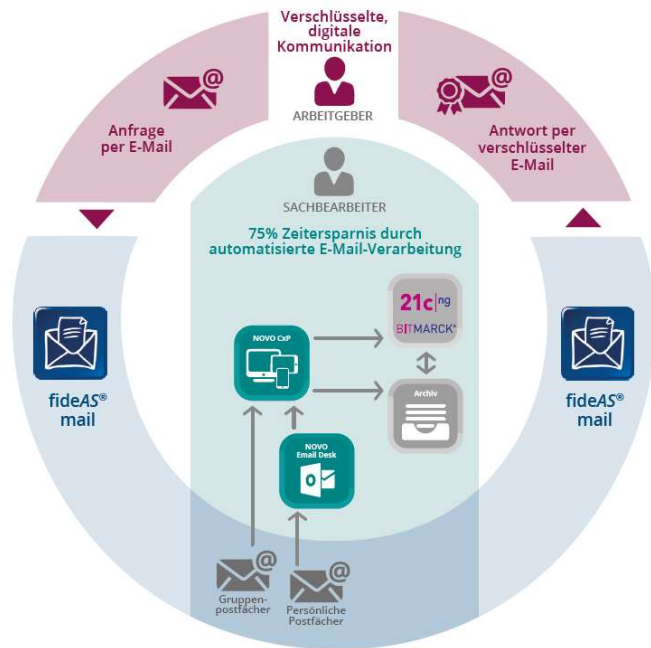 Verschlüsselte,
digitale
Kommunikation
@
@
ARBEITGEBER
Anfrage
per E-Mail
Antwort per
verschlüsselter
E-Mail
SACHBEARBEITER
75% Zeitersparnis durch
automatisierte E-Mail-Verarbeitung
21c|ng
BITMARCK®
NOVO CxP
fideAS®
mail
Archiv
fideAS®
mail
NOVO
Email Desk
O
@
@
Gruppen-
postfächer
Persönliche
Postfächer